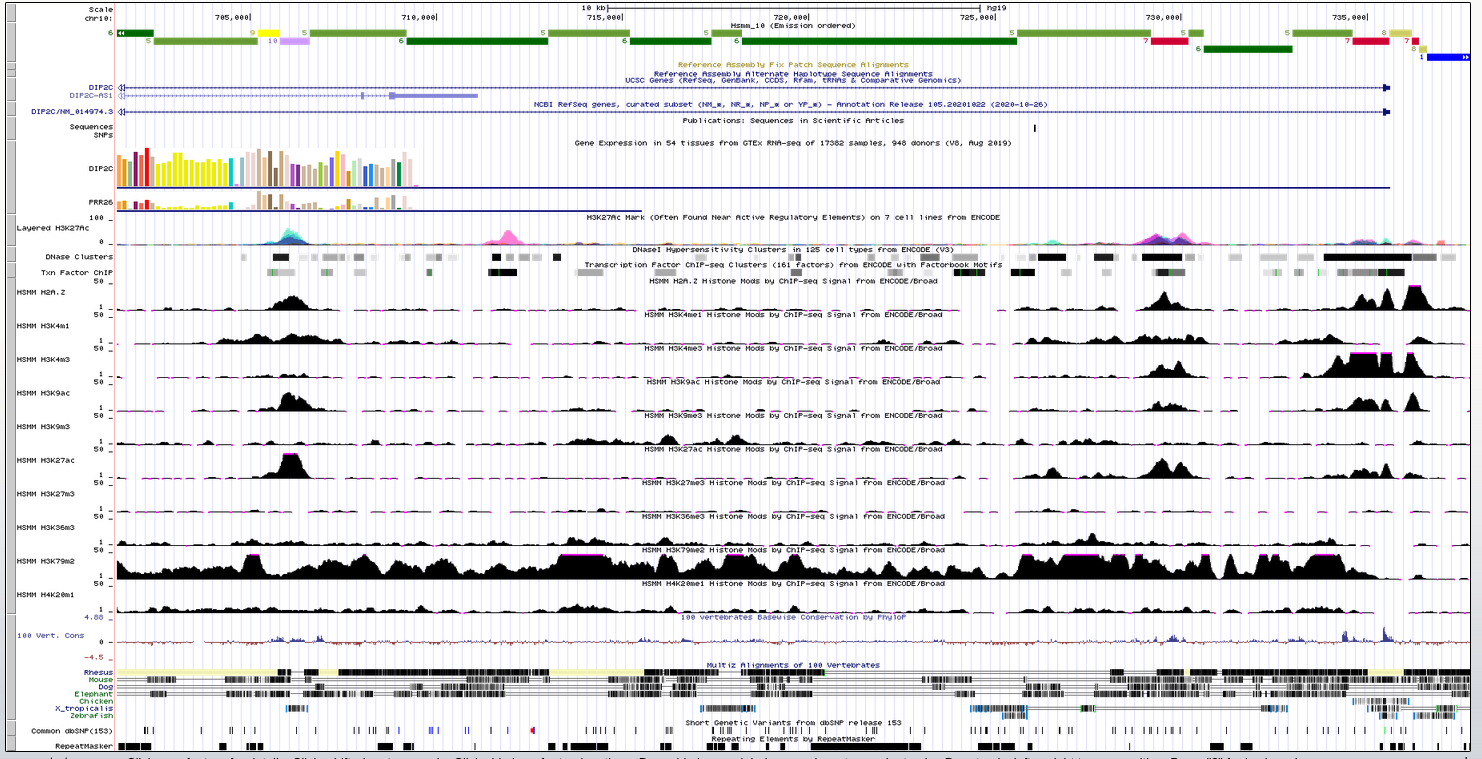 Scale 10 kb hg19
chr10: 705,000 710,000 715,000 720,000 725,000 730,000 735,000
Hsmm_10 (Emission ordered)
6 5 9 10 5 6 5 6 5 6 5 7 5 6 5 7 8 7 8 1
Reference Assembly Fix Patch Sequence Alignments
Reference Assembly Alternate Haplotype Sequence Alignments
UCSC Genes (RefSeq, GenBank, CCDS, Rfam, tRNAs & Comparative Genomics)
DIP2C
DIP2C-AS1
NCBI RefSeq genes, curated subset (NM_*, NR_*, NP_* or YP_*) - Annotation Release 105.20201022 (2020-10-26)
DIP2C/NM_014974.3
Publications: Sequences in Scientific Articles
Sequences
SNPs
Gene Expression in 54 tissues from GTEx RNA-seq of 17382 samples, 948 donors (V8, Aug 2019)
DIP2C
PRR26
H3K27Ac Mark (Often Found Near Active Regulatory Elements) on 7 cell lines from ENCODE
100 _
Layered H3K27Ac
0 _
DNaseI Hypersensitivity Clusters in 125 cell types from ENCODE (V3)
DNase Clusters
Transcription Factor ChIP-seq Clusters (161 factors) from ENCODE with Factorbook Motifs
Txn Factor ChIP
HSMM H2A.Z Histone Mods by ChIP-seq Signal from ENCODE/Broad
50 _
HSMM H2A.Z
1 _
HSMM H3K4me1 Histone Mods by ChIP-seq Signal from ENCODE/Broad
50 _
HSMM H3K4m1
1 _
HSMM H3K4me3 Histone Mods by ChIP-seq Signal from ENCODE/Broad
50 _
HSMM H3K4m3
1 _
HSMM H3K9ac Histone Mods by ChIP-seq Signal from ENCODE/Broad
50 _
HSMM H3K9ac
1 _
HSMM H3K9me3 Histone Mods by ChIP-seq Signal from ENCODE/Broad
50 _
HSMM H3K9m3
1 _
HSMM H3K27ac Histone Mods by ChIP-seq Signal from ENCODE/Broad
50 _
HSMM H3K27ac
1 _
HSMM H3K27me3 Histone Mods by ChIP-seq Signal from ENCODE/Broad
50 _
HSMM H3K27m3
1 _
HSMM H3K36me3 Histone Mods by ChIP-seq Signal from ENCODE/Broad
50 _
HSMM H3K36m3
1 _
HSMM H3K79me2 Histone Mods by ChIP-seq Signal from ENCODE/Broad
50 _
HSMM H3K79m2
1 _
HSMM H4K20me1 Histone Mods by ChIP-seq Signal from ENCODE/Broad
50 _
HSMM H4K20m1
1 _
100 vertebrates Basewise Conservation by PhyloP
4.88 _
100 Vert. Cons
0 _
-4.5 _
Multiz Alignments of 100 Vertebrates
Rhesus
Mouse
Dog
Elephant
Chicken
X_tropicalis
Zebrafish
Short Genetic Variants from dbSNP release 153
Common dbSNP(153)
Repeating Elements by RepeatMasker
RepeatMasker